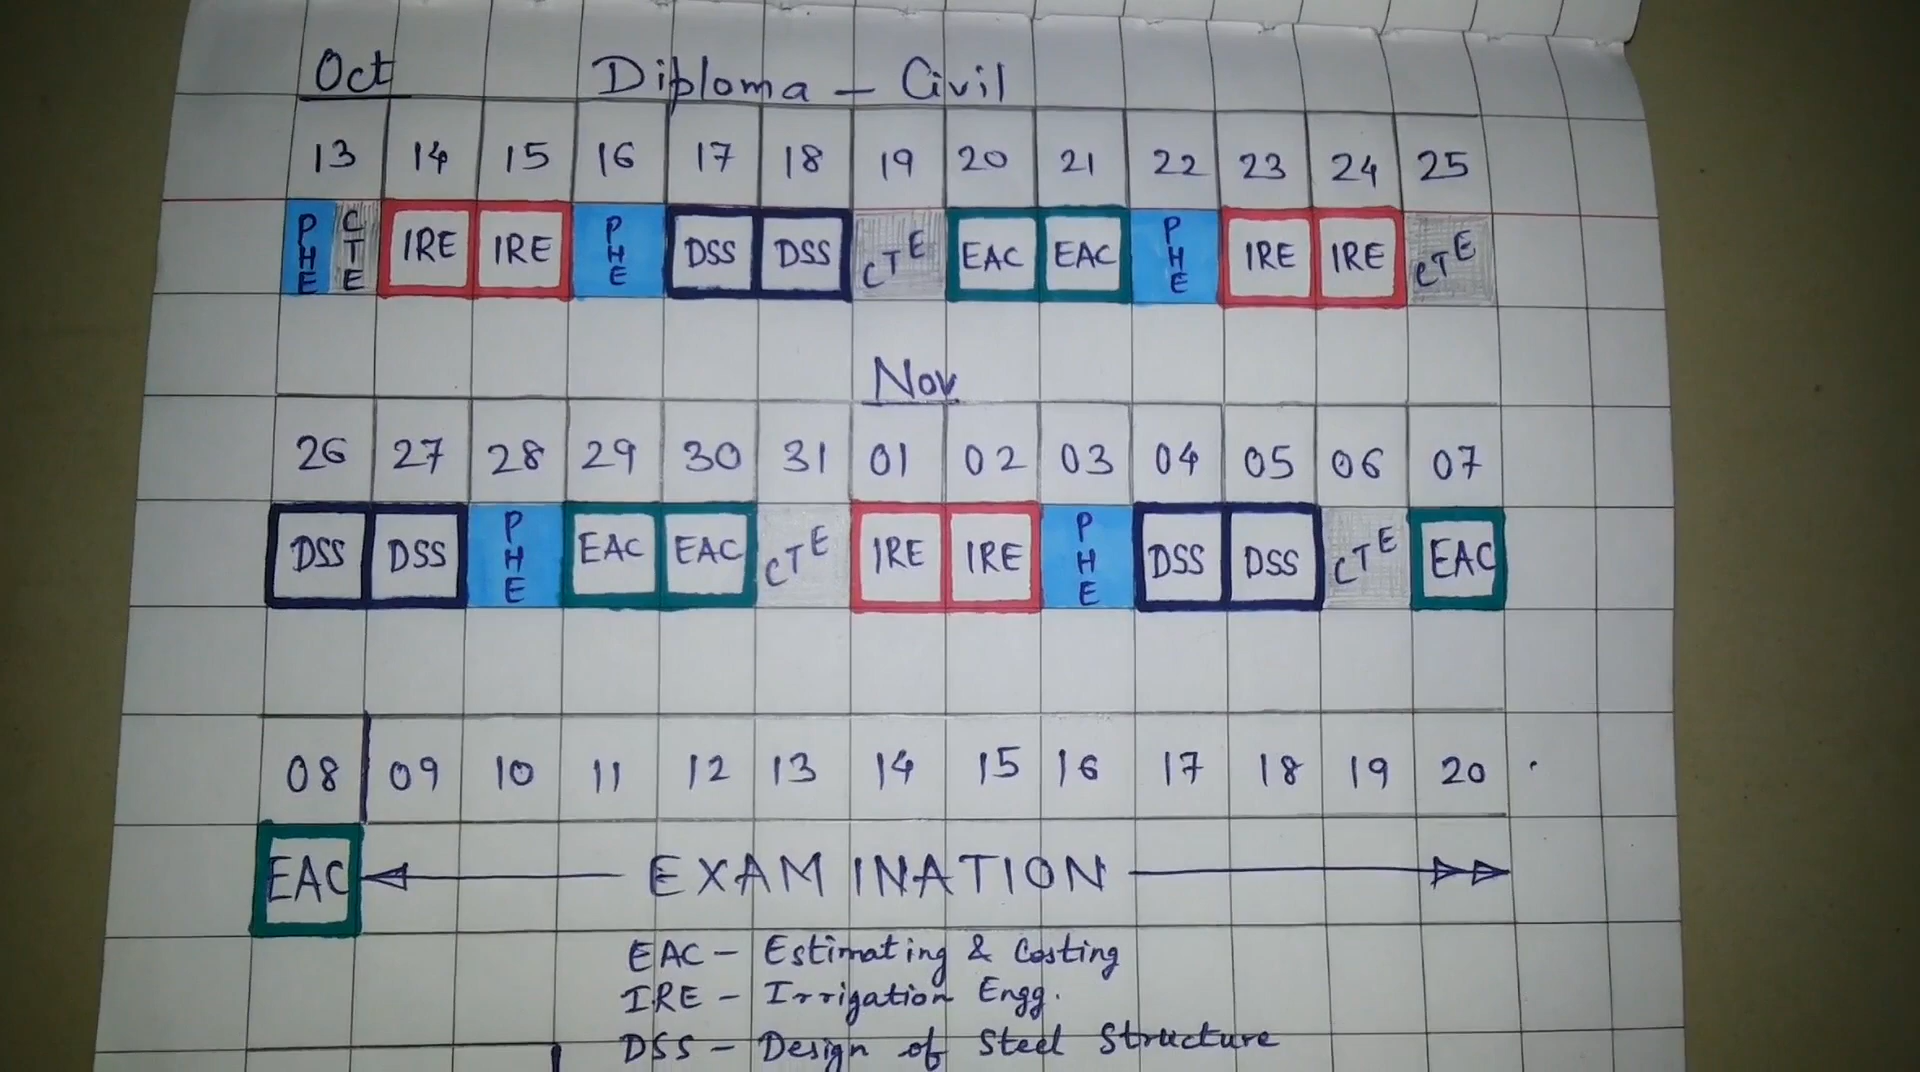 Oct Diploma - Civil
13 14 15 16 17 18 19 20 21 22 23 24 25
PHE CTE IRE IRE PHE DSS DSS CTE EAC EAC PHE IRE IRE CTE
Nov
26 27 28 29 30 31 01 02 03 04 05 06 07
DSS DSS PHE EAC EAC CTE IRE IRE PHE DSS DSS CTE EAC
08 09 10 11 12 13 14 15 16 17 18 19 20
EAC EXAMINATION
EAC - Estimating & Costing
IRE - Irrigation Engg.
DSS - Design of Steel Structure